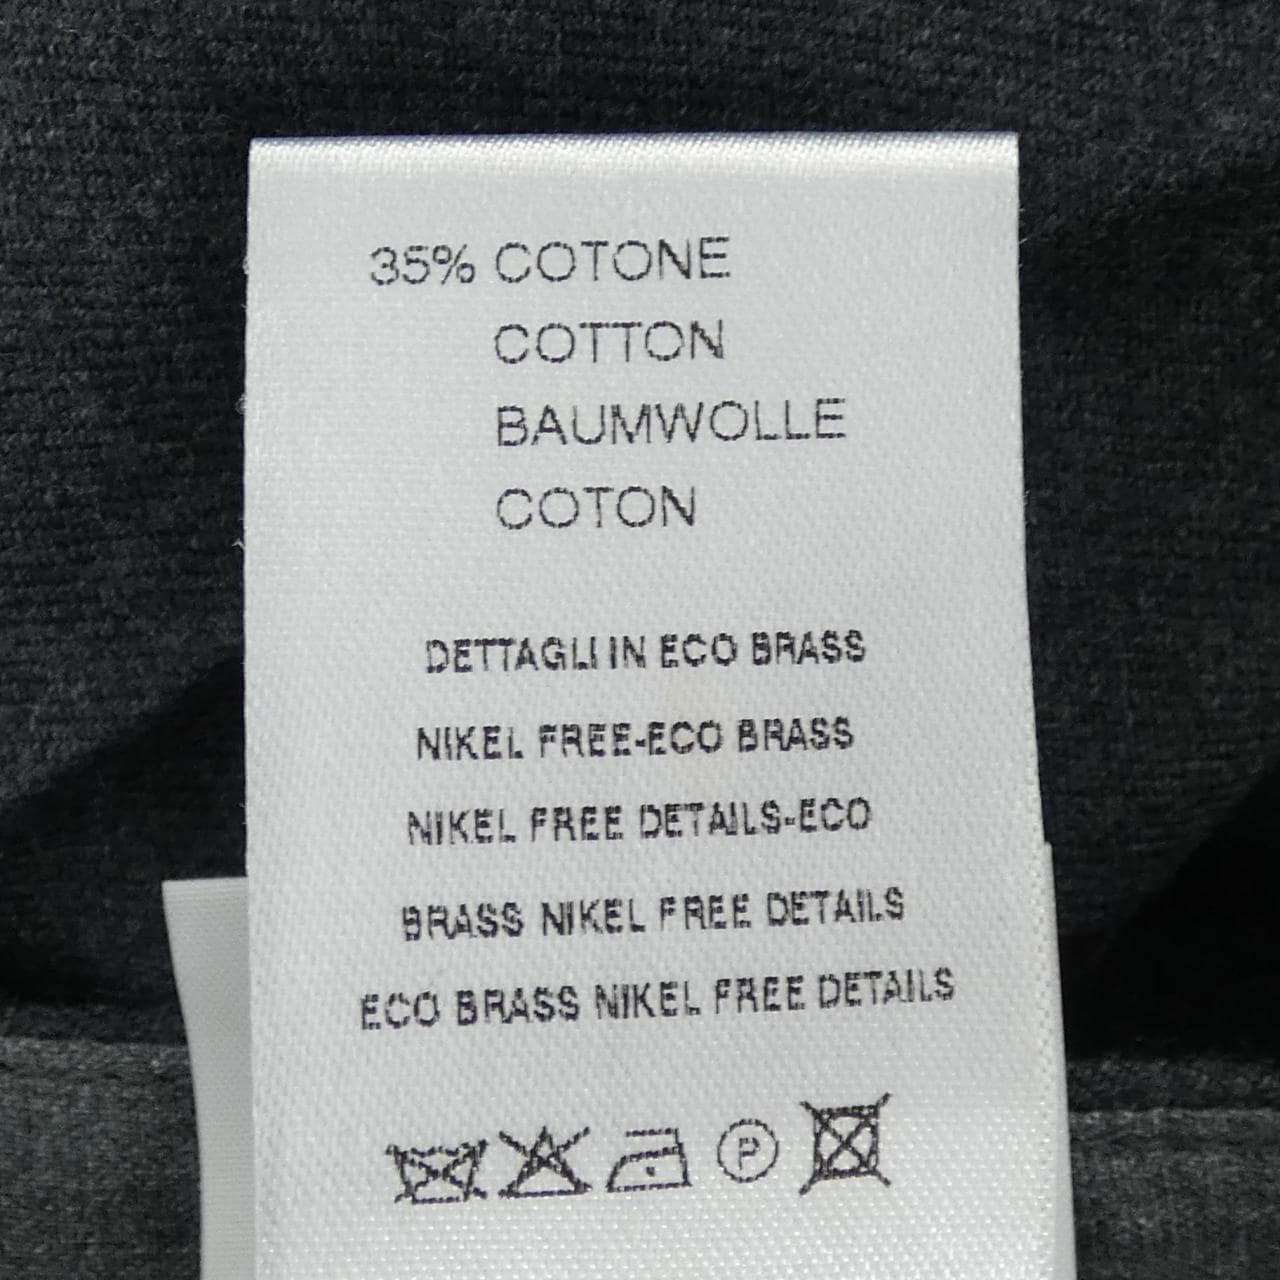 35% COTONE
COTTON
BAUMWOLLE
COTON
DETTAGLI IN ECO BRASS
NIKEL FREE-ECO BRASS
NIKEL FREE DETAILS-ECO
BRASS NIKEL FREE DETAILS
ECO BRASS NIKEL FREE DETAILS
P